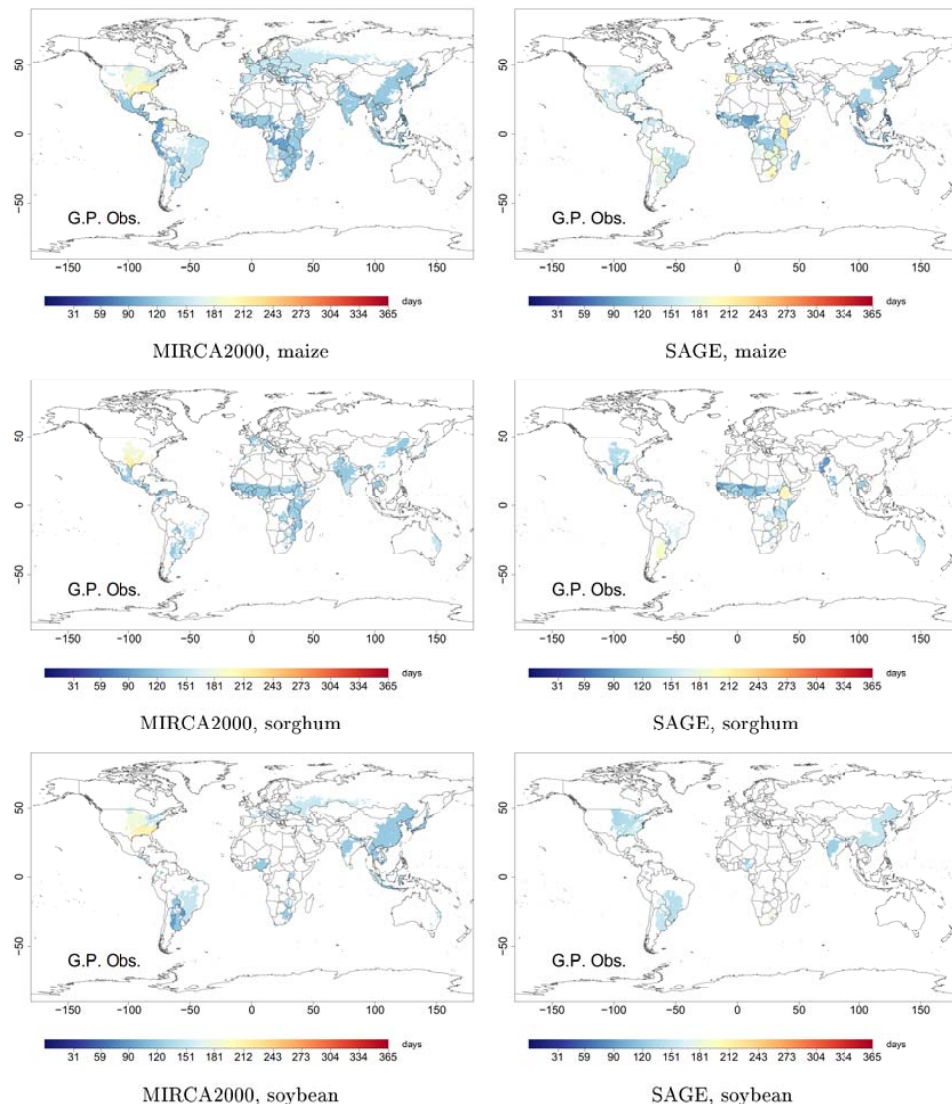 50
0
−50
G.P. Obs.
−150 −100 −50 0 50 100 150
31 59 90 120 151 181 212 243 273 304 334 365 days
MIRCA2000, maize
50
0
−50
G.P. Obs.
−150 −100 −50 0 50 100 150
31 59 90 120 151 181 212 243 273 304 334 365 days
SAGE, maize
50
0
−50
G.P. Obs.
−150 −100 −50 0 50 100 150
31 59 90 120 151 181 212 243 273 304 334 365 days
MIRCA2000, sorghum
50
0
−50
G.P. Obs.
−150 −100 −50 0 50 100 150
31 59 90 120 151 181 212 243 273 304 334 365 days
SAGE, sorghum
50
0
−50
G.P. Obs.
−150 −100 −50 0 50 100 150
31 59 90 120 151 181 212 243 273 304 334 365 days
MIRCA2000, soybean
50
0
−50
G.P. Obs.
−150 −100 −50 0 50 100 150
31 59 90 120 151 181 212 243 273 304 334 365 days
SAGE, soybean